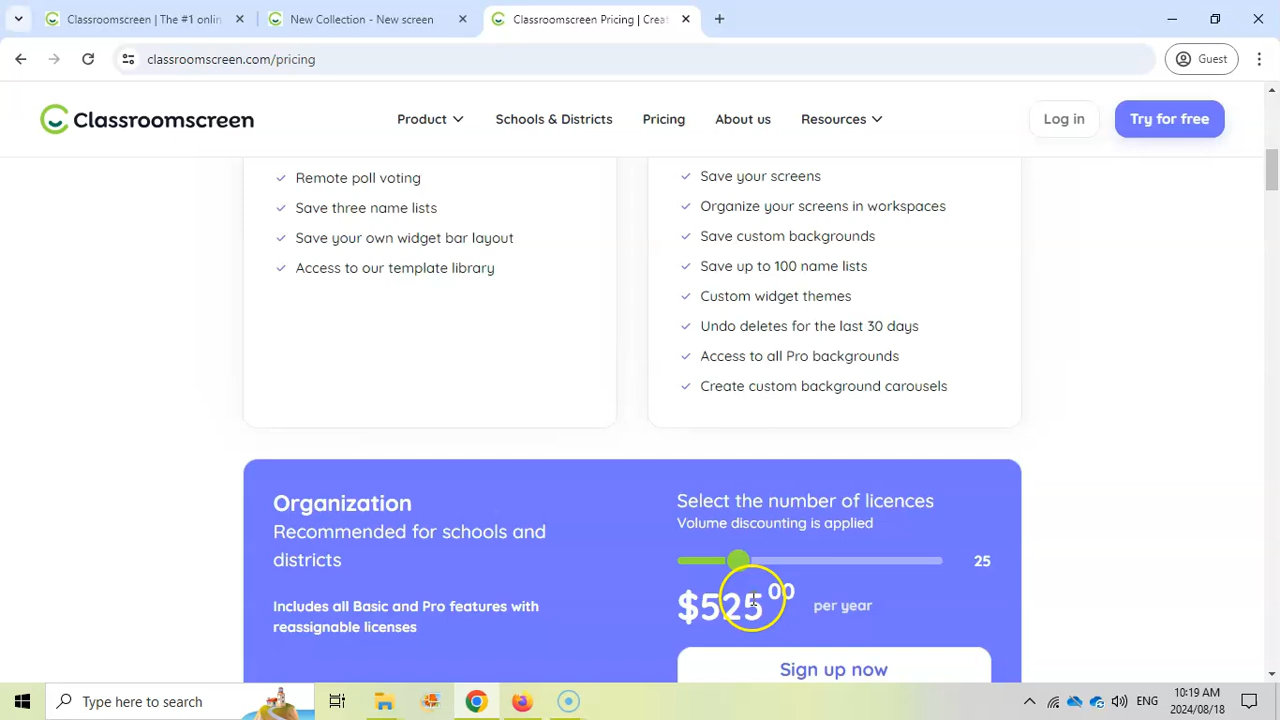 Classroomscreen | The #1 onlin
New Collection - New screen
Classroomscreen Pricing | Creat
classroomscreen.com/pricing
Guest
Classroomscreen
Product
Schools & Districts
Pricing
About us
Resources
Log in
Try for free
Remote poll voting
Save three name lists
Save your own widget bar layout
Access to our template library
Save your screens
Organize your screens in workspaces
Save custom backgrounds
Save up to 100 name lists
Custom widget themes
Undo deletes for the last 30 days
Access to all Pro backgrounds
Create custom background carousels
Organization
Recommended for schools and
districts
Includes all Basic and Pro features with
reassignable licenses
Select the number of licences
Volume discounting is applied
25
$525 00 per year
Sign up now
Type here to search
ENG
10:19 AM
2024/08/18